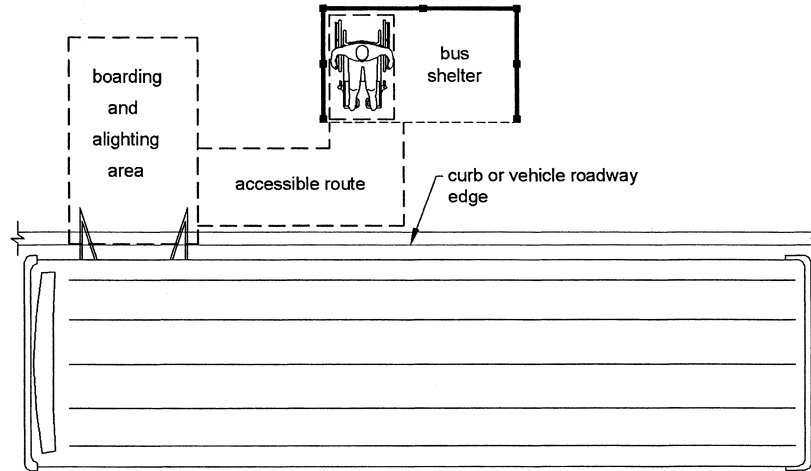 boarding
and
alighting
area
bus
shelter
accessible route
curb or vehicle roadway
edge